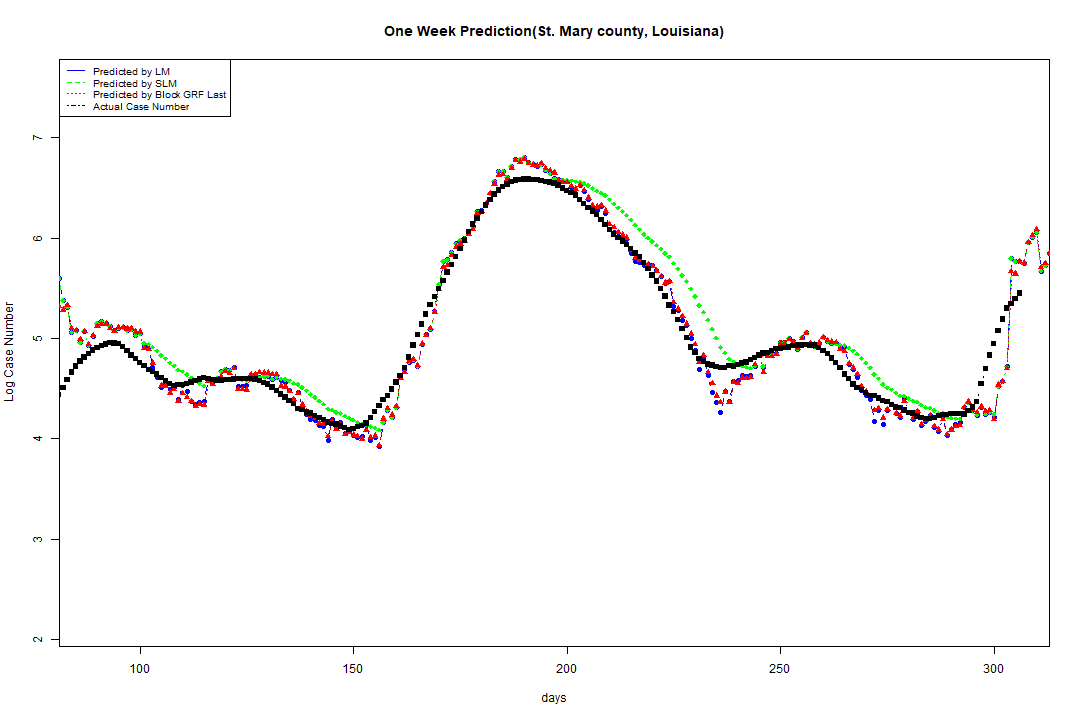 One Week Prediction(St. Mary county, Louisiana)
Predicted by LM
Predicted by SLM
Predicted by Block GRF Last
Actual Case Number
7
6
5
4
3
2
Log Case Number
100 150 200 250 300
days